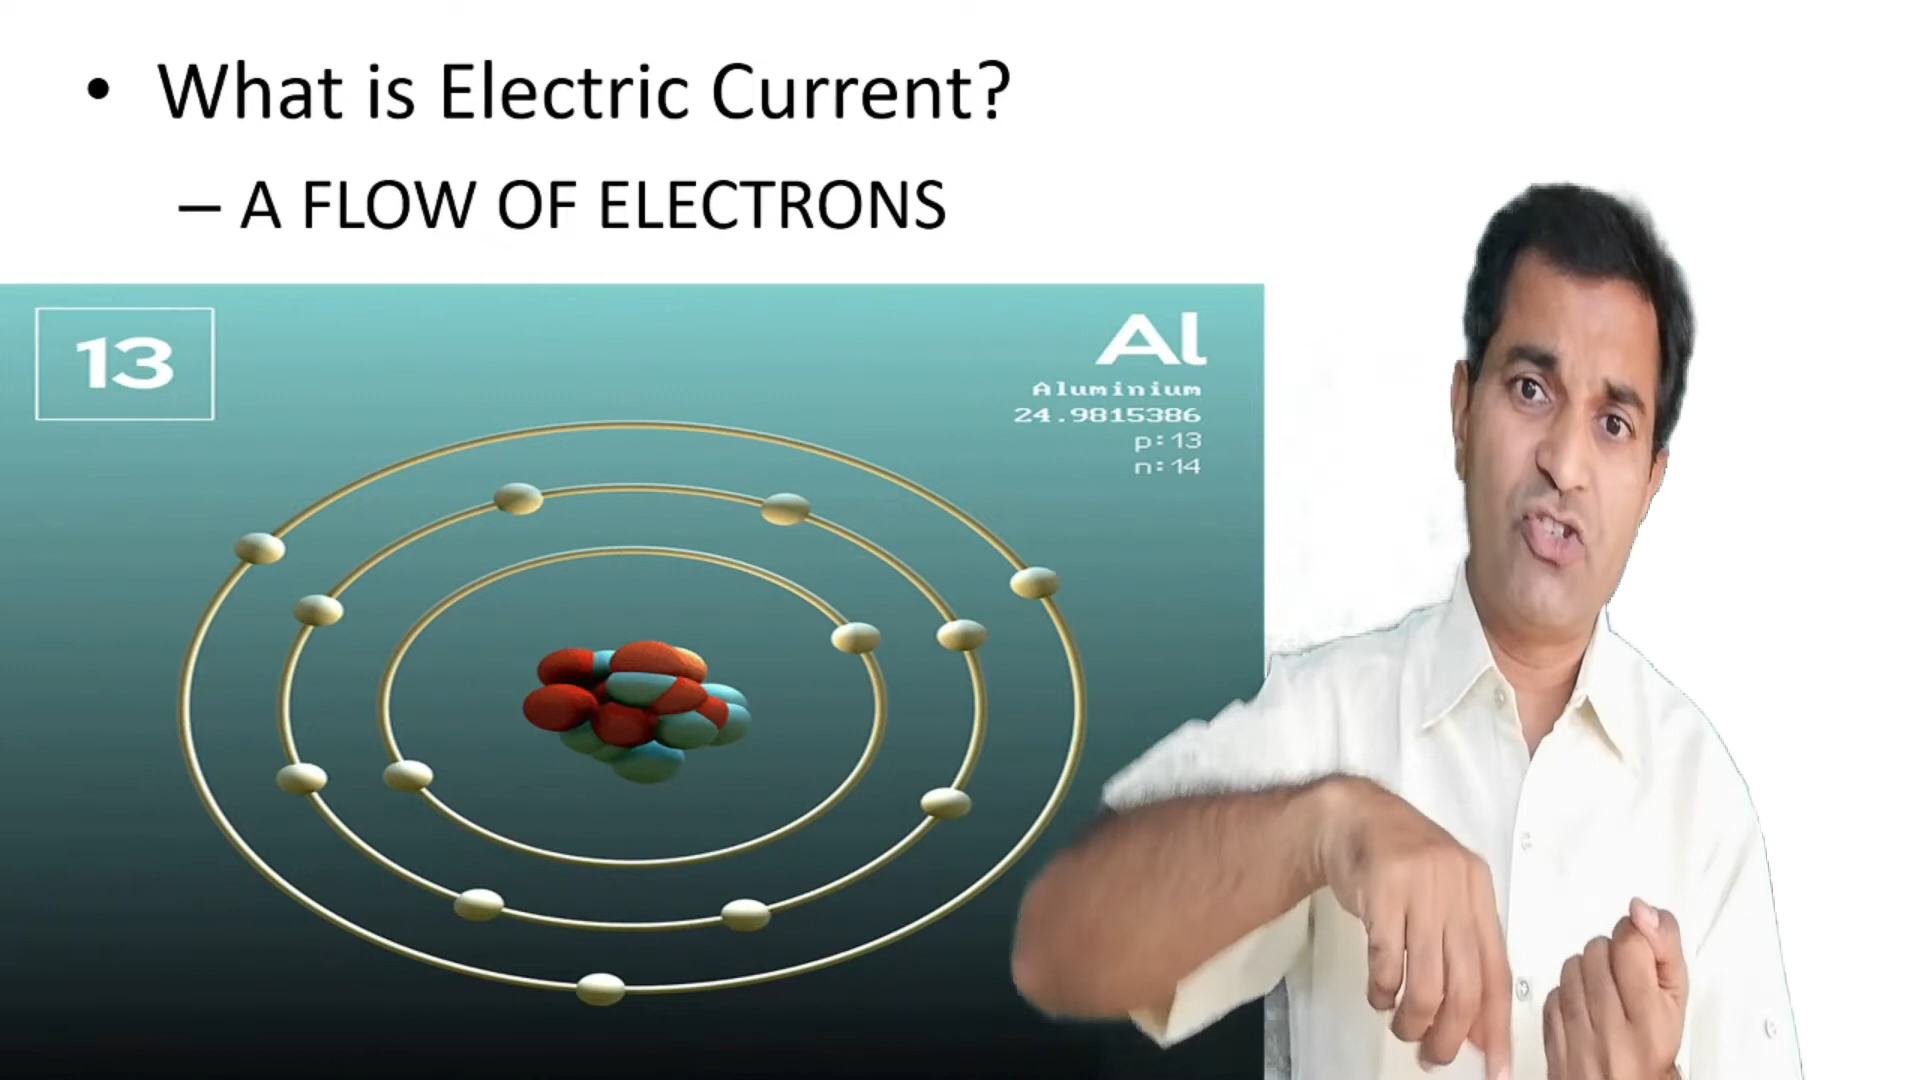 • What is Electric Current?
– A FLOW OF ELECTRONS
13
Al
Aluminium
24.9815386
p:13
n:14